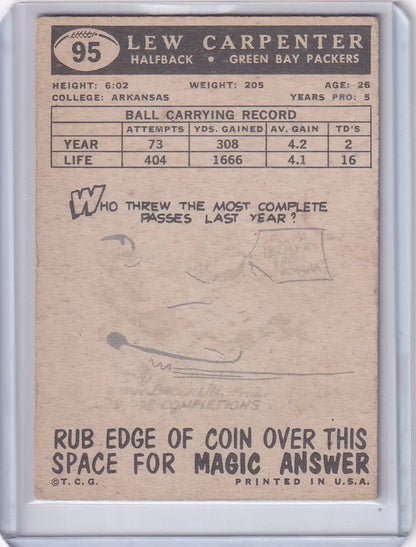 95
LEW CARPENTER
HALFBACK • GREEN BAY PACKERS
HEIGHT: 6:02 WEIGHT: 205 AGE: 26
COLLEGE: ARKANSAS YEARS PRO: 5
BALL CARRYING RECORD
ATTEMPTS YDS. GAINED AV. GAIN TD'S
YEAR 73 308 4.2 2
LIFE 404 1666 4.1 16
WHO THREW THE MOST COMPLETE
PASSES LAST YEAR?
COMPLETIONS
RUB EDGE OF COIN OVER THIS
SPACE FOR MAGIC ANSWER
©T.C.G. PRINTED IN U.S.A.